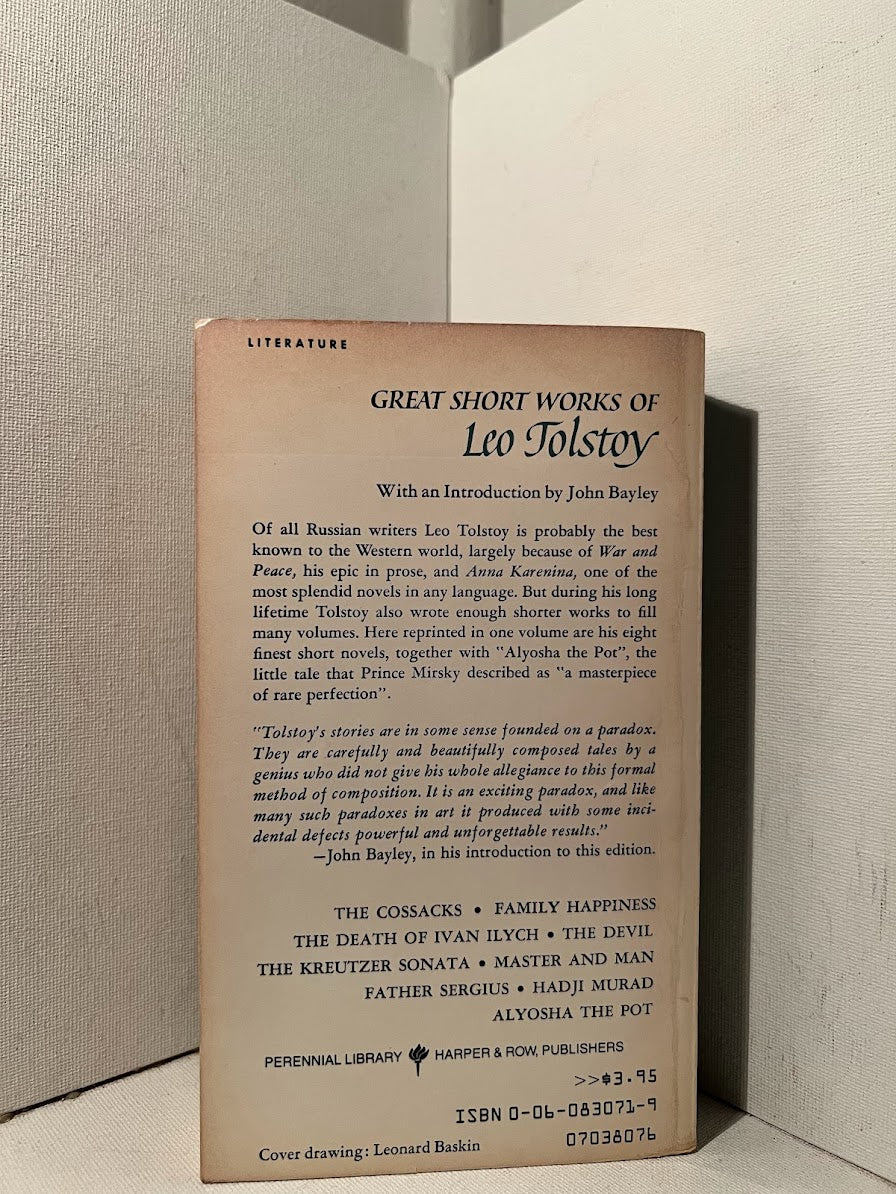 LITERATURE
GREAT SHORT WORKS OF
Leo Tolstoy
With an Introduction by John Bayley
Of all Russian writers Leo Tolstoy is probably the best
known to the Western world, largely because of War and
Peace, his epic in prose, and Anna Karenina, one of the
most splendid novels in any language. But during his long
lifetime Tolstoy also wrote enough shorter works to fill
many volumes. Here reprinted in one volume are his eight
finest short novels, together with "Alyosha the Pot", the
little tale that Prince Mirsky described as "a masterpiece
of rare perfection".
"Tolstoy's stories are in some sense founded on a paradox.
They are carefully and beautifully composed tales by a
genius who did not give his whole allegiance to this formal
method of composition. It is an exciting paradox, and like
many such paradoxes in art it produced with some inci-
dental defects powerful and unforgettable results."
—John Bayley, in his introduction to this edition.
THE COSSACKS • FAMILY HAPPINESS
THE DEATH OF IVAN ILYCH • THE DEVIL
THE KREUTZER SONATA • MASTER AND MAN
FATHER SERGIUS • HADJI MURAD
ALYOSHA THE POT
PERENNIAL LIBRARY HARPER & ROW, PUBLISHERS
>>$3.95
ISBN 0-06-083071-9
07038076
Cover drawing: Leonard Baskin